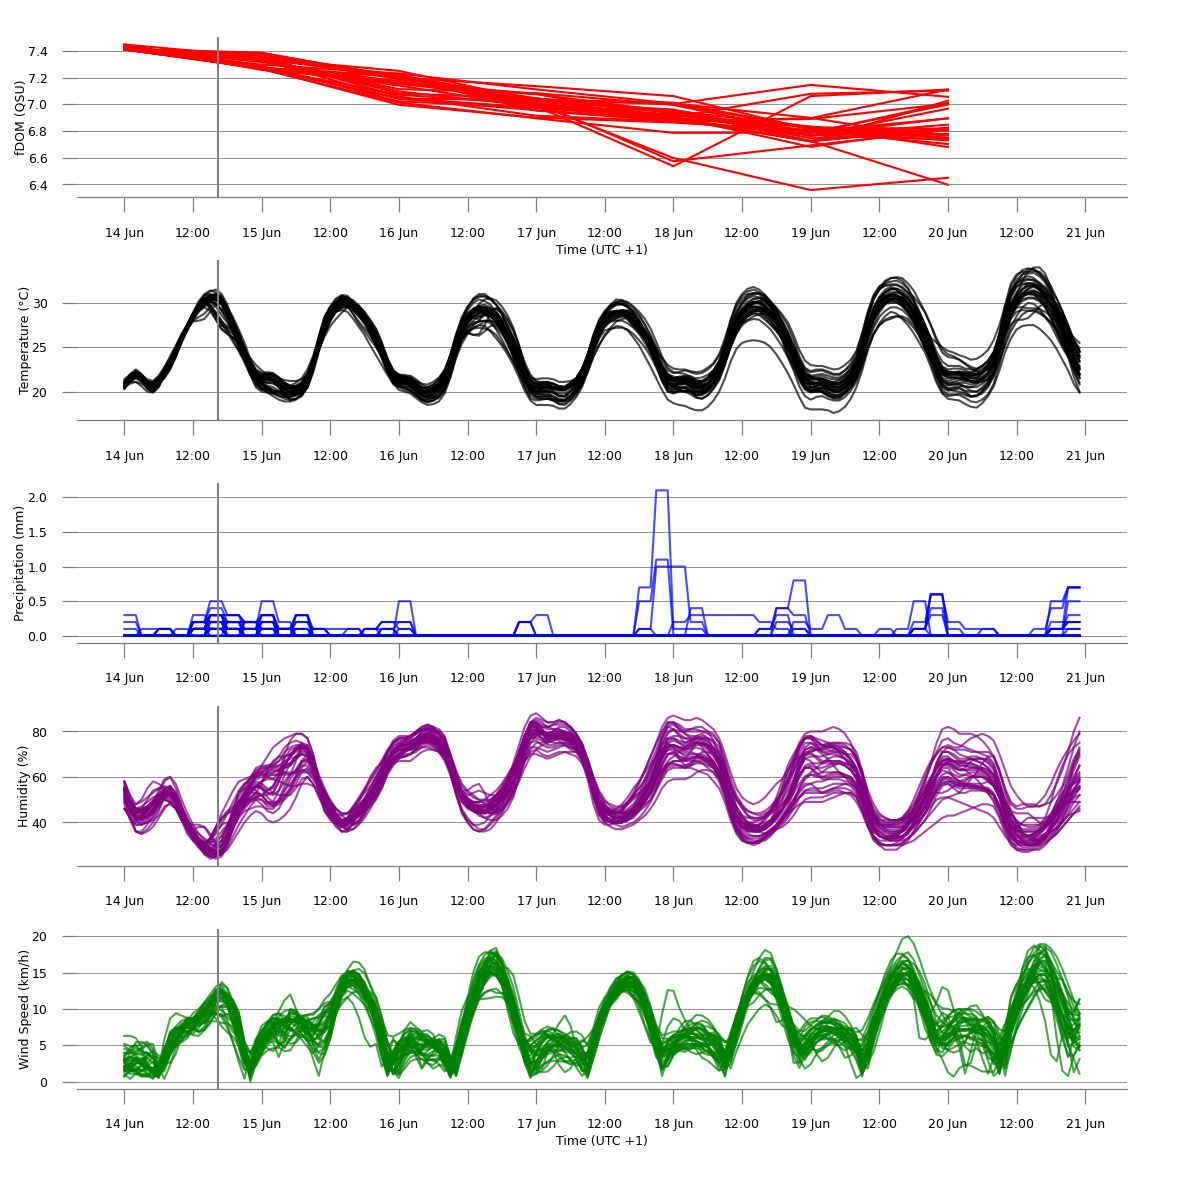 7.4
7.2
7.0
6.8
6.6
6.4
fDOM (QSU)
14 Jun 12:00 15 Jun 12:00 16 Jun 12:00 17 Jun 12:00 18 Jun 12:00 19 Jun 12:00 20 Jun 12:00 21 Jun
Time (UTC +1)
30
25
20
Temperature (°C)
14 Jun 12:00 15 Jun 12:00 16 Jun 12:00 17 Jun 12:00 18 Jun 12:00 19 Jun 12:00 20 Jun 12:00 21 Jun
2.0
1.5
1.0
0.5
0.0
Precipitation (mm)
14 Jun 12:00 15 Jun 12:00 16 Jun 12:00 17 Jun 12:00 18 Jun 12:00 19 Jun 12:00 20 Jun 12:00 21 Jun
80
60
40
Humidity (%)
14 Jun 12:00 15 Jun 12:00 16 Jun 12:00 17 Jun 12:00 18 Jun 12:00 19 Jun 12:00 20 Jun 12:00 21 Jun
20
15
10
5
0
Wind Speed (km/h)
14 Jun 12:00 15 Jun 12:00 16 Jun 12:00 17 Jun 12:00 18 Jun 12:00 19 Jun 12:00 20 Jun 12:00 21 Jun
Time (UTC +1)